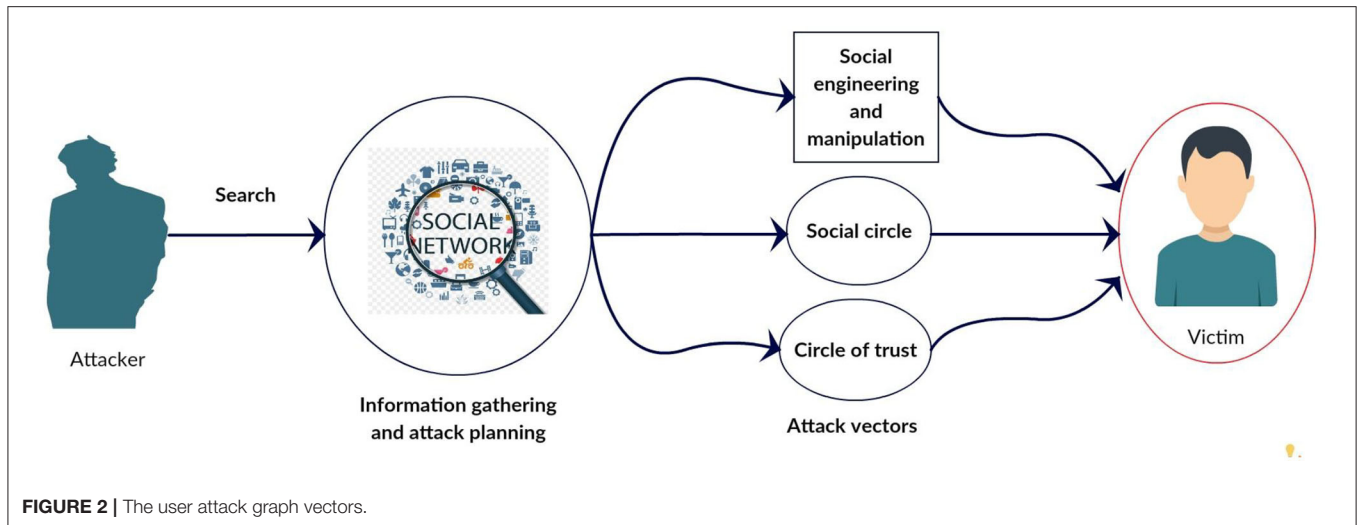 Attacker
Search
SOCIAL
NETWORK
Information gathering
and attack planning
Social
engineering
and
manipulation
Social circle
Circle of trust
Attack vectors
Victim
FIGURE 2 | The user attack graph vectors.